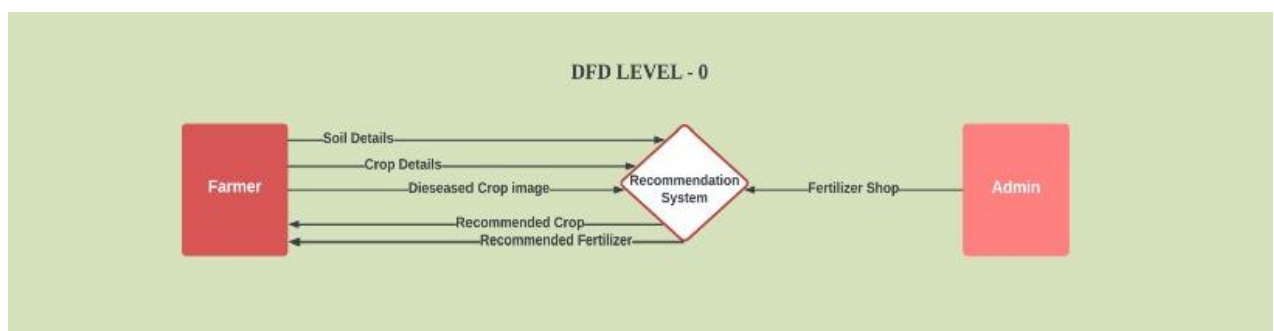 DFD LEVEL - 0
Farmer
Soil Details
Crop Details
Dieseased Crop image
Recommended Crop
Recommended Fertilizer
Recommendation
System
Fertilizer Shop
Admin